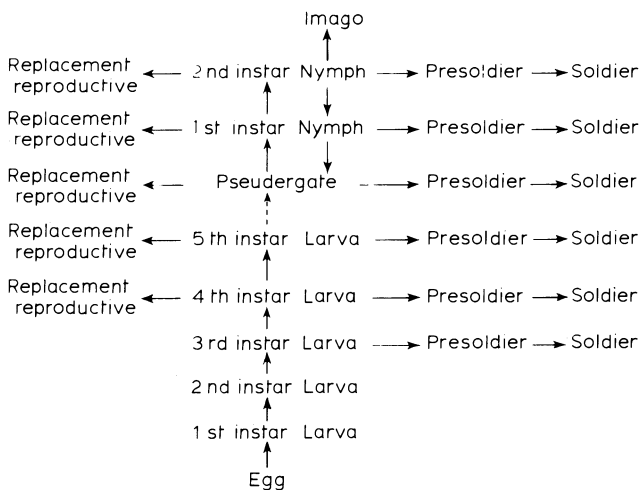 Imago
Replacement reproductive 2nd instar Nymph Presoldier Soldier
Replacement reproductive 1st instar Nymph Presoldier Soldier
Replacement reproductive Pseudergate Presoldier Soldier
Replacement reproductive 5th instar Larva Presoldier Soldier
Replacement reproductive 4th instar Larva Presoldier Soldier
3rd instar Larva Presoldier Soldier
2nd instar Larva
1st instar Larva
Egg